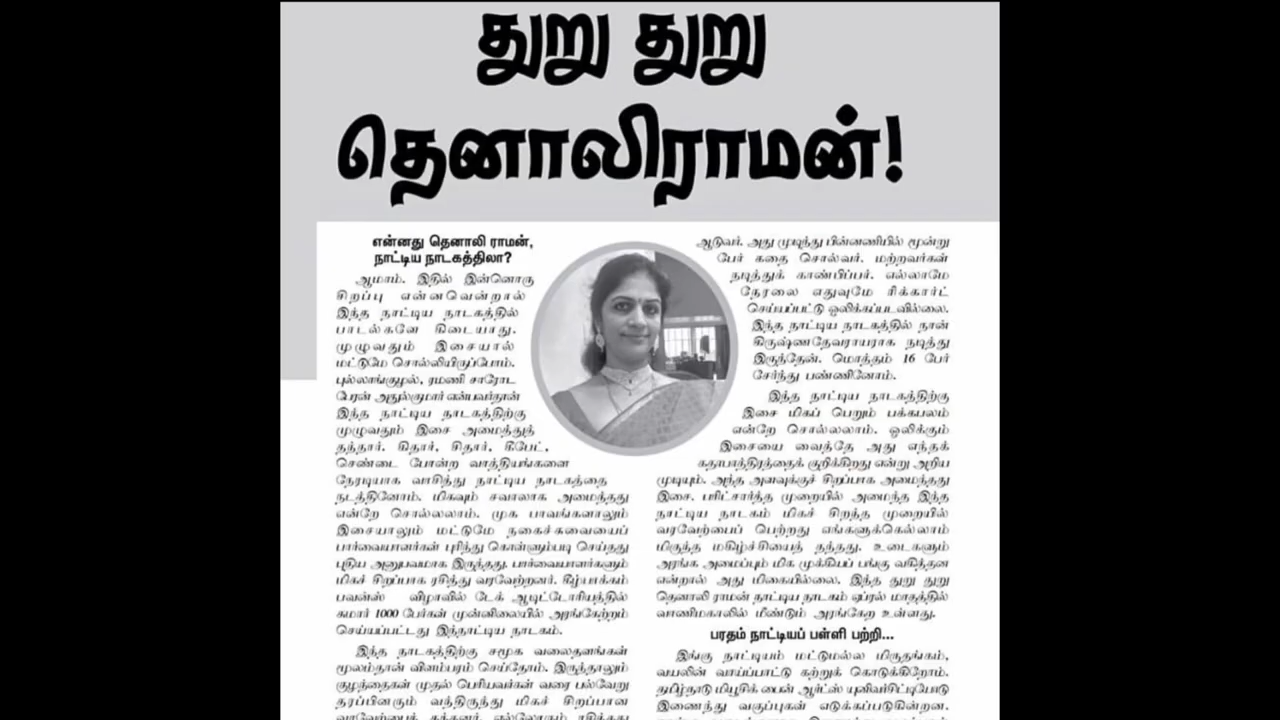 துறு துறு
தெனாலிராமன்!
என்னது தெனாலி ராமன்,
நாட்டிய நாடகத்திலா?
ஆமாம். இதில் இன்னொரு
சிறப்பு என்னவென்றால்
இந்த நாட்டிய நாடகத்தில்
பாடல்களே கிடையாது.
முழுவதும் இசையால்
மட்டுமே சொல்லியிருப்போம்.
புல்லாங்குழல், ரமணி சாரோட
பேரன் அதுல்குமார் என்பவர்தான்
இந்த நாட்டிய நாடகத்திற்கு
முழுவதும் இசை அமைத்துத்
தந்தார். கிதார், சிதார், கீபேட்,
செண்டை போன்ற வாத்தியங்களை
நேரடியாக வாசித்து நாட்டிய நாடகத்தை
நடத்தினோம். மிகவும் சவாலாக அமைந்தது
என்றே சொல்லலாம். முக பாவங்களாலும்
இசையாலும் மட்டுமே நகைச்சுவையைப்
பார்வையாளர்கள் புரிந்து கொள்ளும்படி செய்தது
புதிய அனுபவமாக இருந்தது. பார்வையாளர்களும்
மிகச் சிறப்பாக ரசித்து வரவேற்றனர். கீழ்பாக்கம்
பவன்ஸ் விழாவில் டேக் ஆடிட்டோரியத்தில்
சுமார் 1000 பேர்கள் முன்னிலையில் அரங்கேற்றம்
செய்யப்பட்டது இந்நாட்டிய நாடகம்.
இந்த நாடகத்திற்கு சமூக வலைதளங்கள்
மூலம்தான் விளம்பரம் செய்தோம். இருந்தாலும்
குழந்தைகள் முதல் பெரியவர்கள் வரை பல்வேறு
தரப்பினரும் வந்திருந்து மிகச் சிறப்பான
வரவேற்பைத் தந்தனர். எல்லோரும் ரசித்தது
ஆடுவர். அது முடிந்து பின்னணியில் மூன்று
பேர் கதை சொல்வர். மற்றவர்கள்
நடித்துக் காண்பிப்பர். எல்லாமே
நேரலை எதுவுமே ரிக்கார்ட்
செய்யப்பட்டு ஒலிக்கப்படவில்லை.
இந்த நாட்டிய நாடகத்தில் நான்
கிருஷ்ணதேவராயராக நடித்து
இருந்தேன். மொத்தம் 16 பேர்
சேர்ந்து பண்ணினோம்.
இந்த நாட்டிய நாடகத்திற்கு
இசை மிகப் பெறும் பக்கபலம்
என்றே சொல்லலாம். ஒலிக்கும்
இசையை வைத்தே அது எந்தக்
கதாபாத்திரத்தைக் குறிக்கிறது என்று அறிய
முடியும். அந்த அளவுக்குச் சிறப்பாக அமைந்தது
இசை. பரிட்சார்த்த முறையில் அமைந்த இந்த
நாட்டிய நாடகம் மிகச் சிறந்த முறையில்
வரவேற்பைப் பெற்றது எங்களுக்கெல்லாம்
மிகுந்த மகிழ்ச்சியைத் தந்தது. உடைகளும்
அரங்க அமைப்பும் மிக முக்கியப் பங்கு வகித்தன
என்றால் அது மிகையில்லை. இந்த துறு துறு
தெனாலி ராமன் நாட்டிய நாடகம் ஏப்ரல் மாதத்தில்
வாணிமகாலில் மீண்டும் அரங்கேற உள்ளது.
பரதம் நாட்டியப் பள்ளி பற்றி...
இங்கு நாட்டியம் மட்டுமல்ல மிருதங்கம்,
வயலின் வாய்ப்பாட்டு கற்றுக் கொடுக்கிறோம்.
தமிழ்நாடு மியூசிக் பைன் ஆர்ட்ஸ் யுனிவர்சிட்டியோடு
இணைந்து வகுப்புகள் எடுக்கப்படுகின்றன.